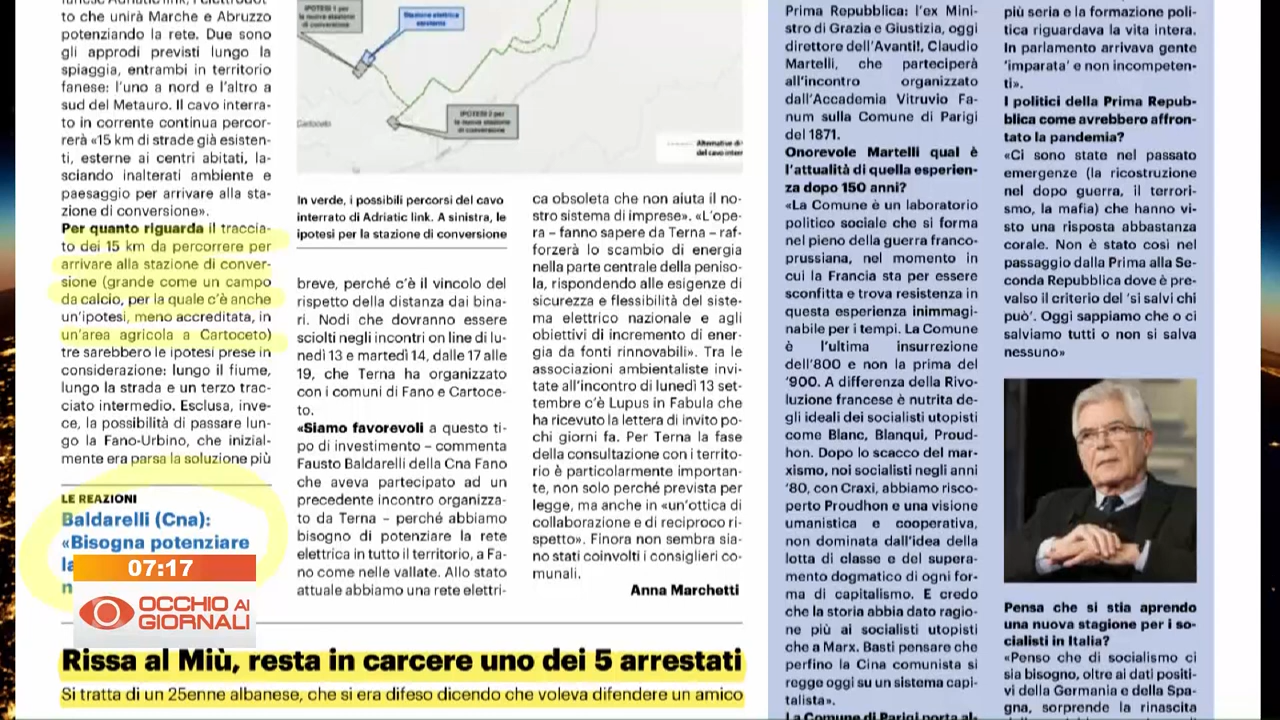 fanese Adriatic link, l'elettrodot-
to che unirà Marche e Abruzzo
potenziando la rete. Due sono
gli approdi previsti lungo la
spiaggia, entrambi in territorio
fanese: l'uno a nord e l'altro a
sud del Metauro. Il cavo interra-
to in corrente continua percor-
rerà «15 km di strade già esisten-
ti, esterne ai centri abitati, la-
sciando inalterati ambiente e
paesaggio per arrivare alla sta-
zione di conversione».
Per quanto riguarda il traccia-
to dei 15 km da percorrere per
arrivare alla stazione di conver-
sione (grande come un campo
da calcio, per la quale c'è anche
un'ipotesi, meno accreditata, in
un'area agricola a Cartoceto)
tre sarebbero le ipotesi prese in
considerazione: lungo il fiume,
lungo la strada e un terzo trac-
ciato intermedio. Esclusa, inve-
ce, la possibilità di passare lun-
go la Fano-Urbino, che inizial-
mente era parsa la soluzione più
LE REAZIONI
Baldarelli (Cna):
«Bisogna potenziare
07:17
OCCHIO AI
GIORNALI
IPOTESI 1 per
la nuova stazione
di conversione
Stazione elettrica
esistente
IPOTESI 2 per
la nuova stazione
di conversione
Cartoceto
Alternative di
del cavo inter
In verde, i possibili percorsi del cavo
interrato di Adriatic link. A sinistra, le
ipotesi per la stazione di conversione
breve, perché c'è il vincolo del
rispetto della distanza dai bina-
ri. Nodi che dovranno essere
sciolti negli incontri on line di lu-
nedì 13 e martedì 14, dalle 17 alle
19, che Terna ha organizzato
con i comuni di Fano e Cartoce-
to.
«Siamo favorevoli a questo ti-
po di investimento – commenta
Fausto Baldarelli della Cna Fano
che aveva partecipato ad un
precedente incontro organizza-
to da Terna – perché abbiamo
bisogno di potenziare la rete
elettrica in tutto il territorio, a Fa-
no come nelle vallate. Allo stato
attuale abbiamo una rete elettri-
ca obsoleta che non aiuta il no-
stro sistema di imprese». «L'ope-
ra – fanno sapere da Terna – raf-
forzerà lo scambio di energia
nella parte centrale della peniso-
la, rispondendo alle esigenze di
sicurezza e flessibilità del siste-
ma elettrico nazionale e agli
obiettivi di incremento di ener-
gia da fonti rinnovabili». Tra le
associazioni ambientaliste invi-
tate all'incontro di lunedì 13 set-
tembre c'è Lupus in Fabula che
ha ricevuto la lettera di invito po-
chi giorni fa. Per Terna la fase
della consultazione con i territo-
rio è particolarmente importan-
te, non solo perché prevista per
legge, ma anche in «un'ottica di
collaborazione e di reciproco ri-
spetto». Finora non sembra sia-
no stati coinvolti i consiglieri co-
munali.
Anna Marchetti
Rissa al Miù, resta in carcere uno dei 5 arrestati
Si tratta di un 25enne albanese, che si era difeso dicendo che voleva difendere un amico
Prima Repubblica: l'ex Mini-
stro di Grazia e Giustizia, oggi
direttore dell'Avanti!, Claudio
Martelli, che parteciperà
all'incontro organizzato
dall'Accademia Vitruvio Fa-
num sulla Comune di Parigi
del 1871.
Onorevole Martelli qual è
l'attualità di quella esperien-
za dopo 150 anni?
«La Comune è un laboratorio
politico sociale che si forma
nel pieno della guerra franco-
prussiana, nel momento in
cui la Francia sta per essere
sconfitta e trova resistenza in
questa esperienza inimmagi-
nabile per i tempi. La Comune
è l'ultima insurrezione
dell'800 e non la prima del
'900. A differenza della Rivo-
luzione francese è nutrita de-
gli ideali dei socialisti utopisti
come Blanc, Blanqui, Proud-
hon. Dopo lo scacco del mar-
xismo, noi socialisti negli anni
'80, con Craxi, abbiamo risco-
perto Proudhon e una visione
umanistica e cooperativa,
non dominata dall'idea della
lotta di classe e del supera-
mento dogmatico di ogni for-
ma di capitalismo. E credo
che la storia abbia dato ragio-
ne più ai socialisti utopisti
che a Marx. Basti pensare che
perfino la Cina comunista si
regge oggi su un sistema capi-
talista».
La Comune di Parigi porta al-
pioneria e la formazione poli-
tica riguardava la vita intera.
In parlamento arrivava gente
'imparata' e non incompeten-
ti».
I politici della Prima Repub-
blica come avrebbero affron-
tato la pandemia?
«Ci sono state nel passato
emergenze (la ricostruzione
nel dopo guerra, il terrori-
smo, la mafia) che hanno vi-
sto una risposta abbastanza
corale. Non è stato così nel
passaggio dalla Prima alla Se-
conda Repubblica dove è pre-
valso il criterio del 'si salvi chi
può'. Oggi sappiamo che o ci
salviamo tutti o non si salva
nessuno»
Pensa che si stia aprendo
una nuova stagione per i so-
cialisti in Italia?
«Penso che di socialismo ci
sia bisogno, oltre ai dati positi-
vi della Germania e della Spa-
gna, sorprende la rinascita